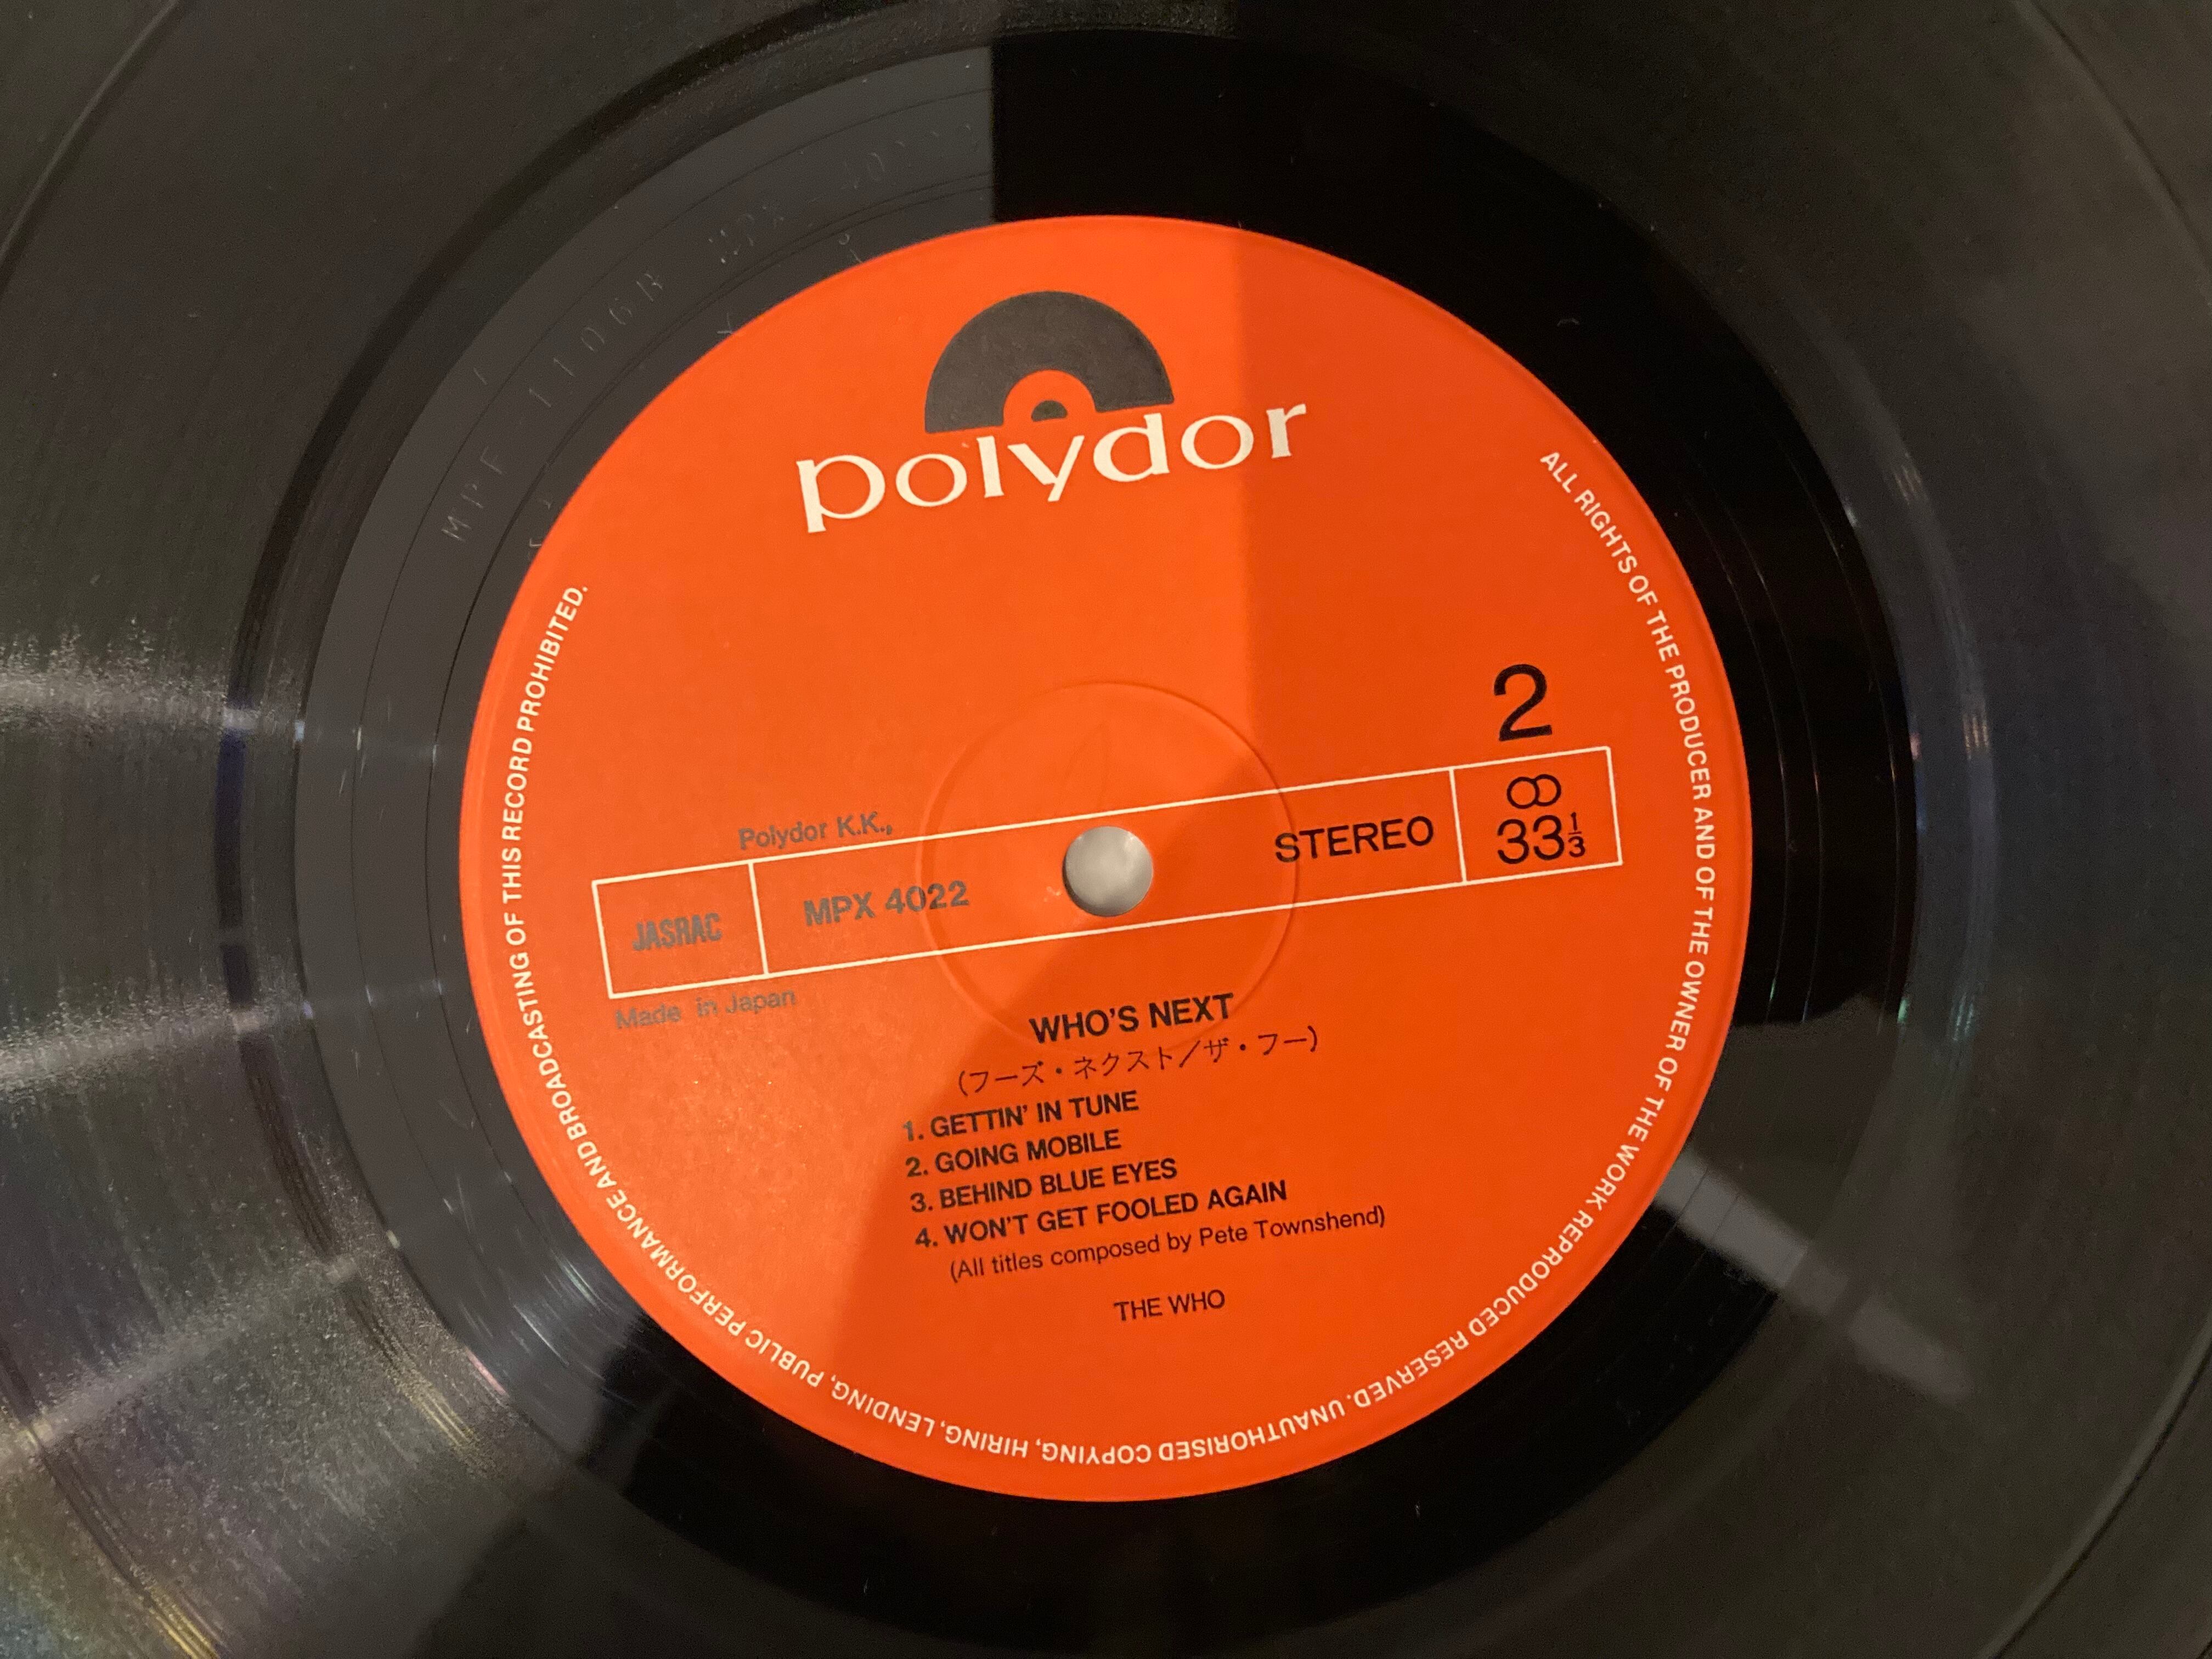 polydor
2
Polydor K.K.,
JASRAC
MPX 4022
STEREO
33 1/3
Made in Japan
WHO'S NEXT
(フーズ・ネクスト/ザ・フー)
1. GETTIN' IN TUNE
2. GOING MOBILE
3. BEHIND BLUE EYES
4. WON'T GET FOOLED AGAIN
(All titles composed by Pete Townshend)
THE WHO
ALL RIGHTS OF THE PRODUCER AND OF THE OWNER OF THE WORK REPRODUCED RESERVED. UNAUTHORISED COPYING, HIRING, LENDING, PUBLIC PERFORMANCE AND BROADCASTING OF THIS RECORD PROHIBITED.